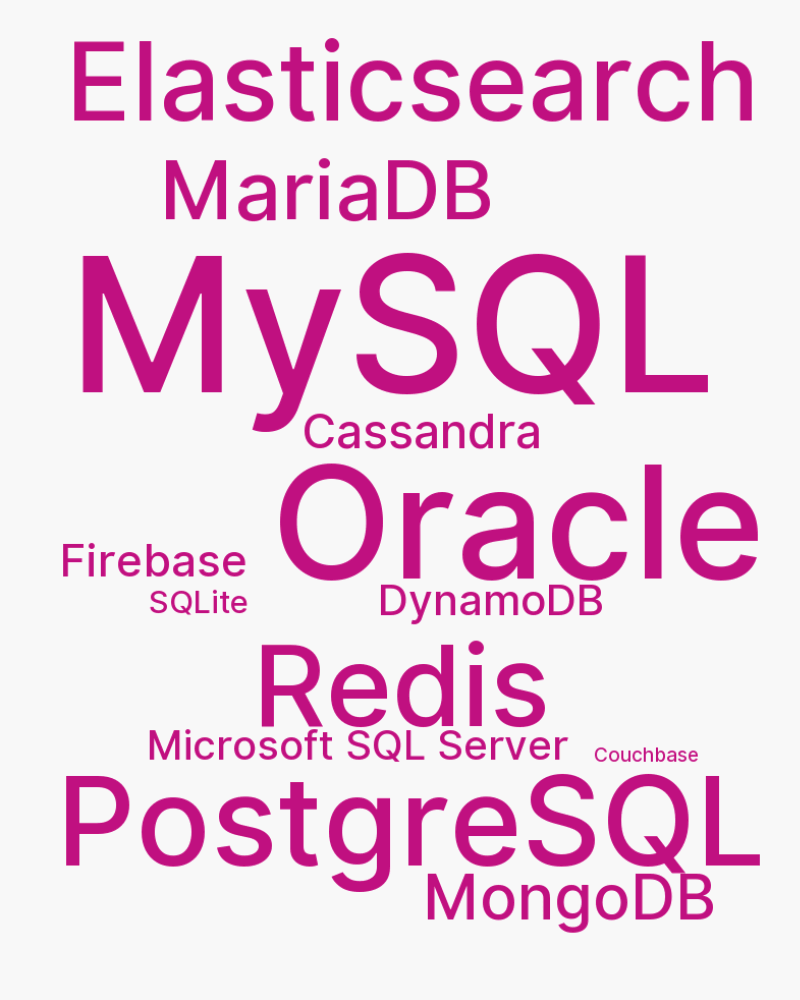 Elasticsearch
MariaDB
MySQL
Cassandra
Oracle
Firebase
SQLite
DynamoDB
Redis
Microsoft SQL Server
Couchbase
PostgreSQL
MongoDB